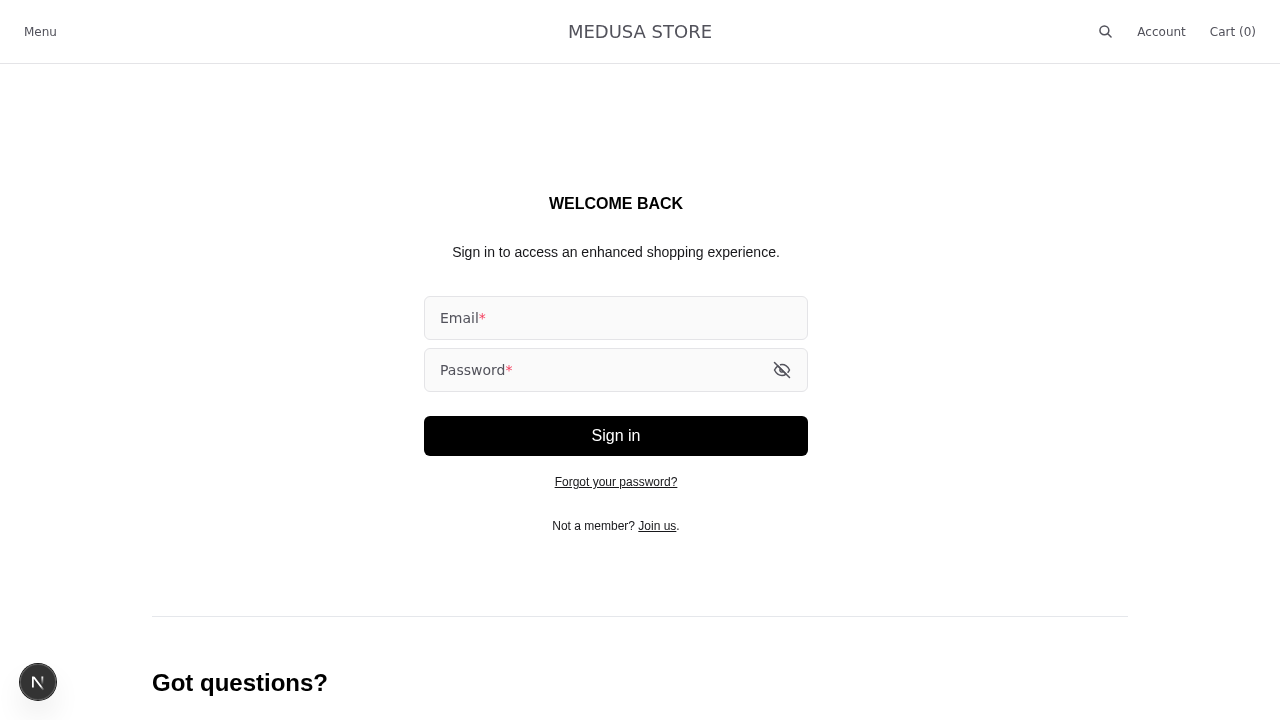 Menu
MEDUSA STORE
Account
Cart (0)
WELCOME BACK
Sign in to access an enhanced shopping experience.
Email*
Password*
Sign in
Forgot your password?
Not a member? Join us.
Got questions?
N